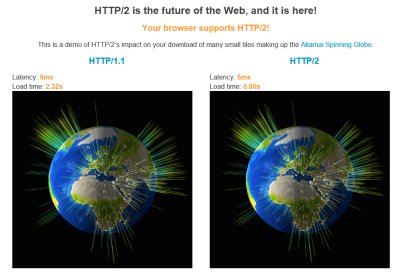 HTTP/2 is the future of the Web, and it is here!
Your browser supports HTTP/2!
This is a demo of HTTP/2's impact on your download of many small tiles making up the Akamai Spinning Globe.
HTTP/1.1
HTTP/2
Latency: 5ms
Latency: 5ms
Load time: 2.32s
Load time: 0.85s